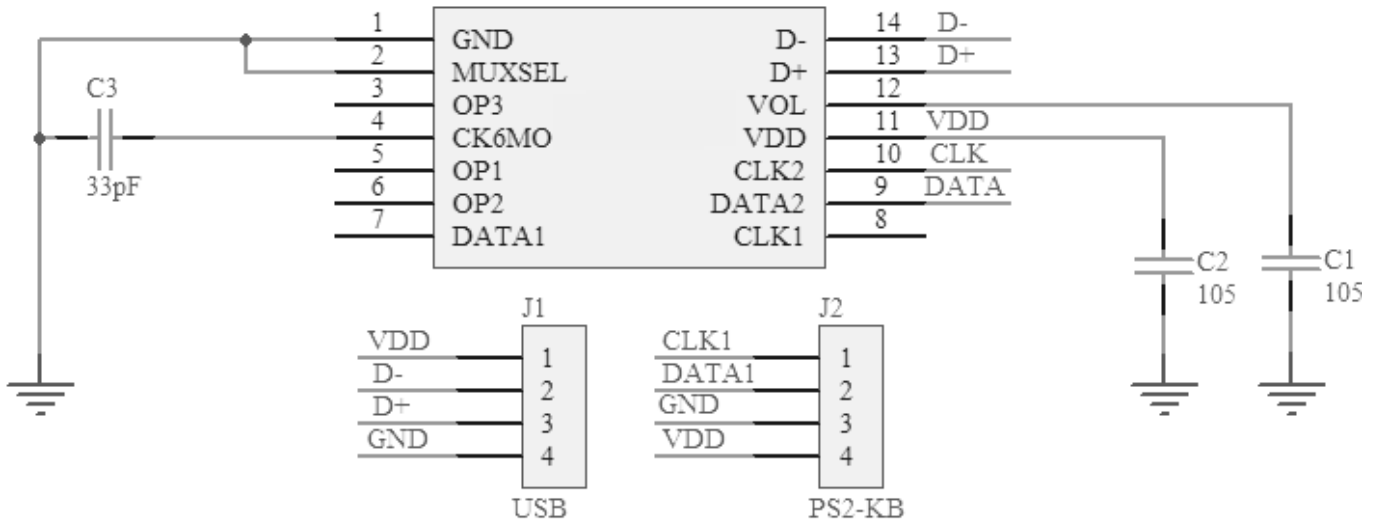 1 GND D- 14 D-
2 MUXSEL D+ 13 D+
C3 3 OP3 VOL 12
4 CK6MO VDD 11 VDD
5 OP1 CLK2 10 CLK
33pF 6 OP2 DATA2 9 DATA
7 DATA1 CLK1 8
C2 C1
105 105
J1 J2
VDD 1 CLK1 1
D- 2 DATA1 2
D+ 3 GND 3
GND 4 VDD 4
USB PS2-KB